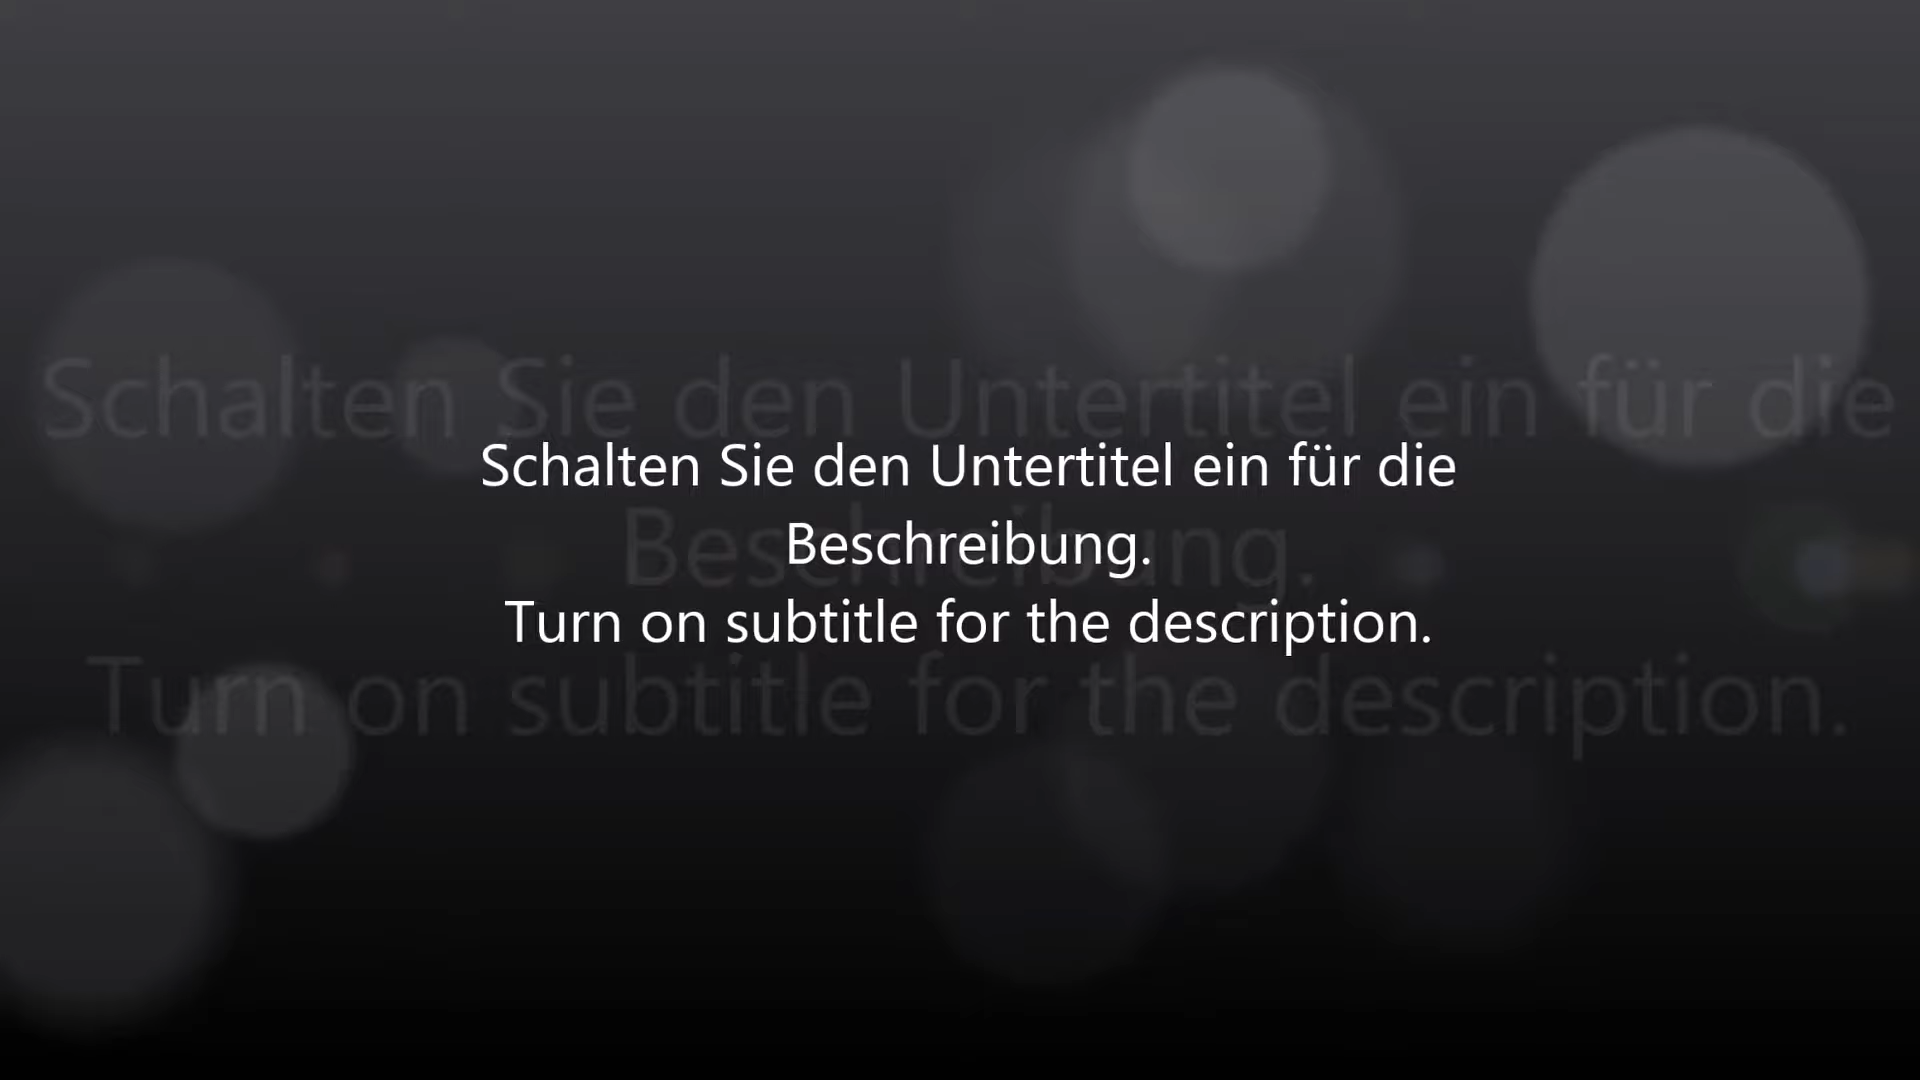 Schalten Sie den Untertitel ein für die
Beschreibung.
Turn on subtitle for the description.